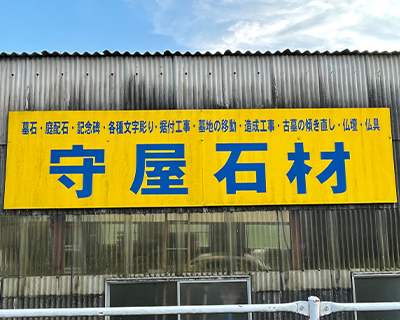 墓石・庭配石・記念碑・各種文字彫り・据付工事・墓地の移動・造成工事・古墓の傾き直し・仏壇・仏具
守屋石材